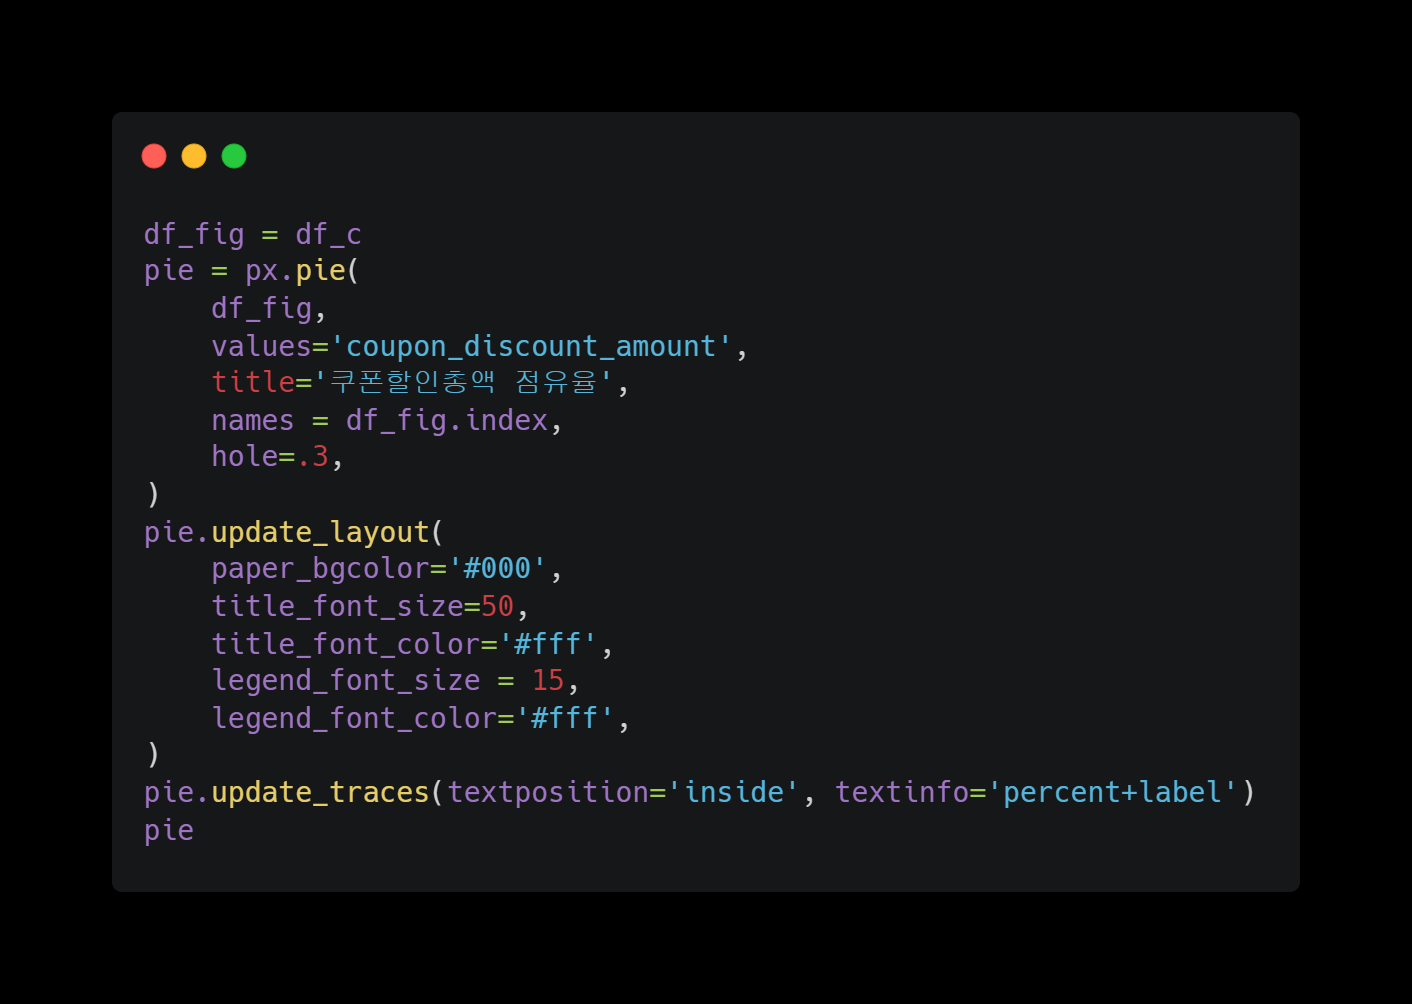 df_fig = df_c
pie = px.pie(
    df_fig,
    values='coupon_discount_amount',
    title='쿠폰할인총액 점유율',
    names = df_fig.index,
    hole=.3,
)
pie.update_layout(
    paper_bgcolor='#000',
    title_font_size=50,
    title_font_color='#fff',
    legend_font_size = 15,
    legend_font_color='#fff',
)
pie.update_traces(textposition='inside', textinfo='percent+label')
pie